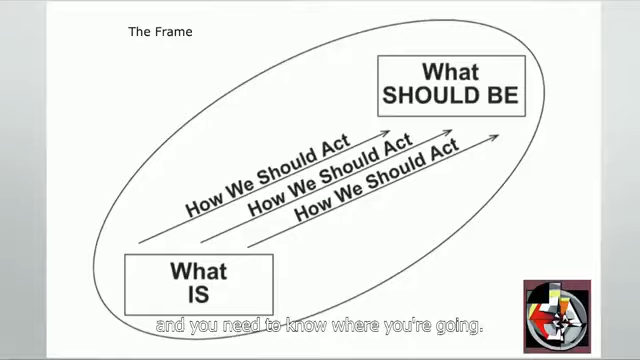 The Frame
What
SHOULD BE
How We Should Act
How We Should Act
How We Should Act
What
IS
and you need to know where you're going.